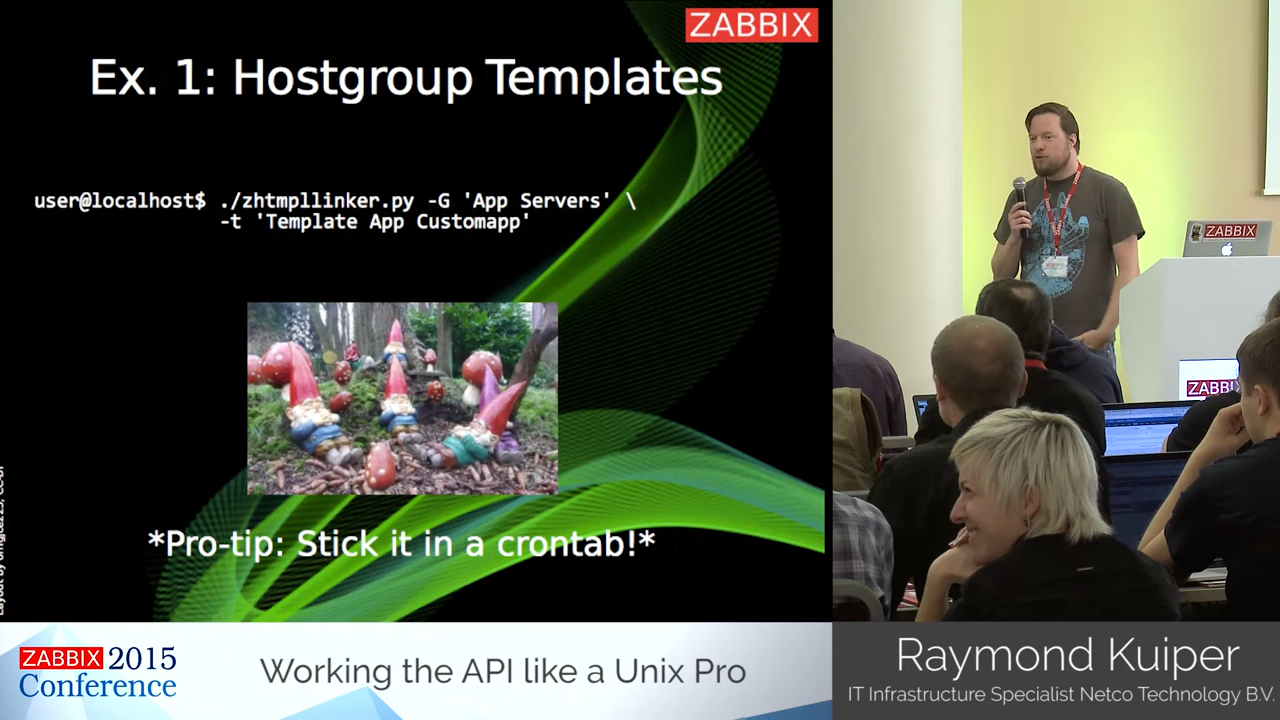 ZABBIX
Ex. 1: Hostgroup Templates
user@localhost$ ./zhtmpllinker.py -G 'App Servers' \
-t 'Template App Customapp'
*Pro-tip: Stick it in a crontab!*
ZABBIX
ZABBIX
ZABBIX 2015
Conference
Working the API like a Unix Pro
Raymond Kuiper
IT Infrastructure Specialist Netco Technology B.V.